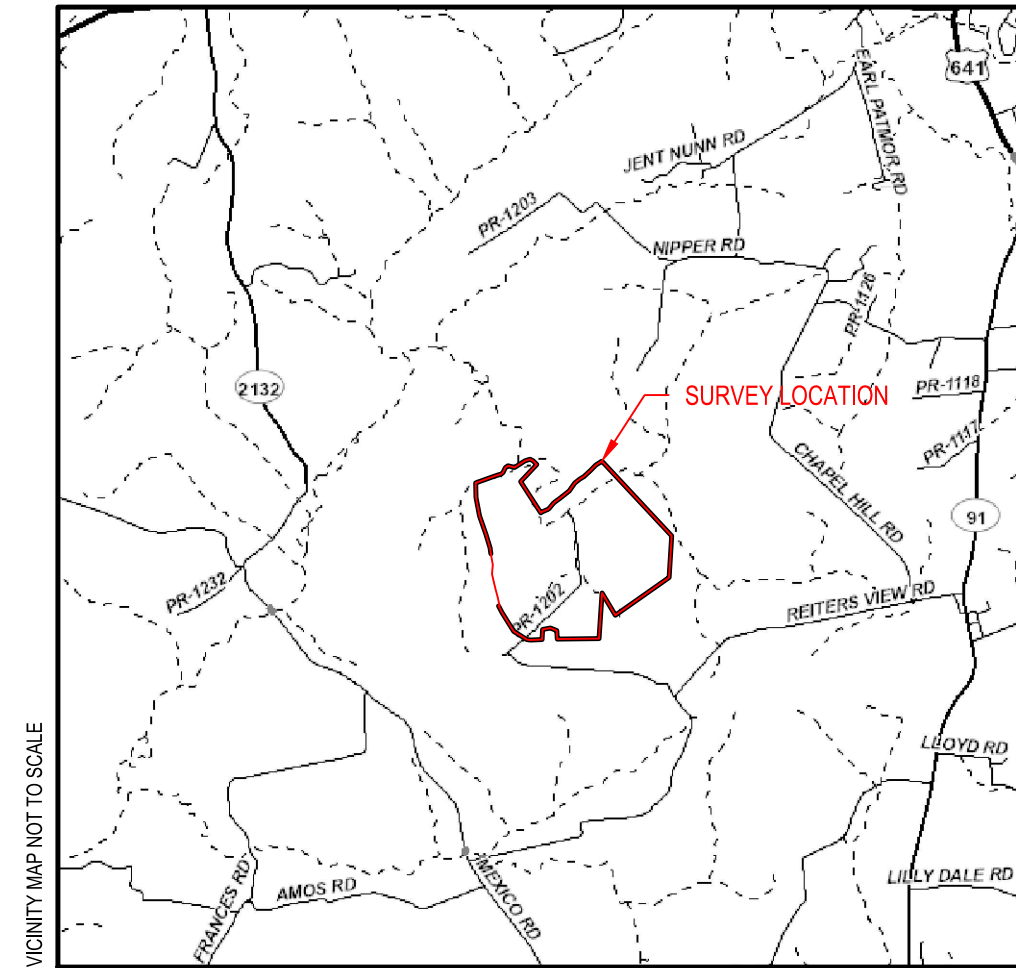 641
EARL PATMOR RD
JENT NUNN RD
PR-1203
NIPPER RD
PR-1126
2132
PR-1118
SURVEY LOCATION
PR-1117
CHAPEL HILL RD
91
PR-1232
PR-1202
REITERS VIEW RD
LLOYD RD
VICINITY MAP NOT TO SCALE
LILLY DALE RD
FRANCES RD
AMOS RD
MEXICO RD